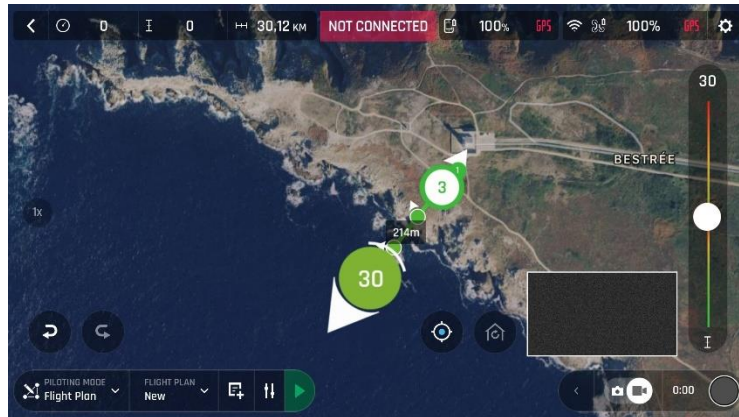 0
0
30,12 KM
NOT CONNECTED
100%
GPS
100%
GPS
30
BESTRÉE
1
3
1x
214m
30
PILOTING MODE
Flight Plan
FLIGHT PLAN
New
0:00